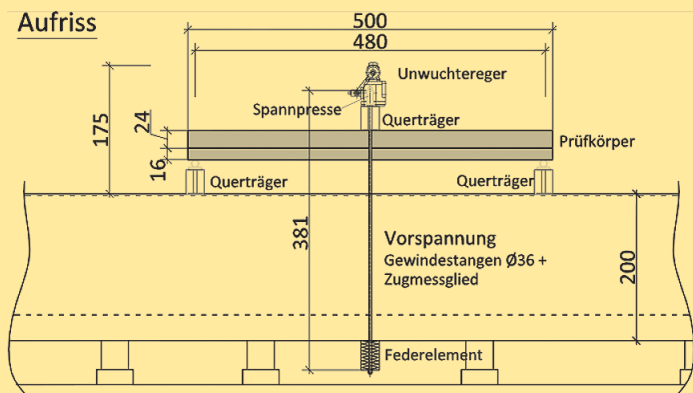 Aufriss
500
480
Unwuchtereger
Spannpresse
Querträger
175
24
16
Prüfkörper
Querträger
Querträger
381
Vorspannung
Gewindestangen Ø36 +
Zugmessglied
200
Federelement